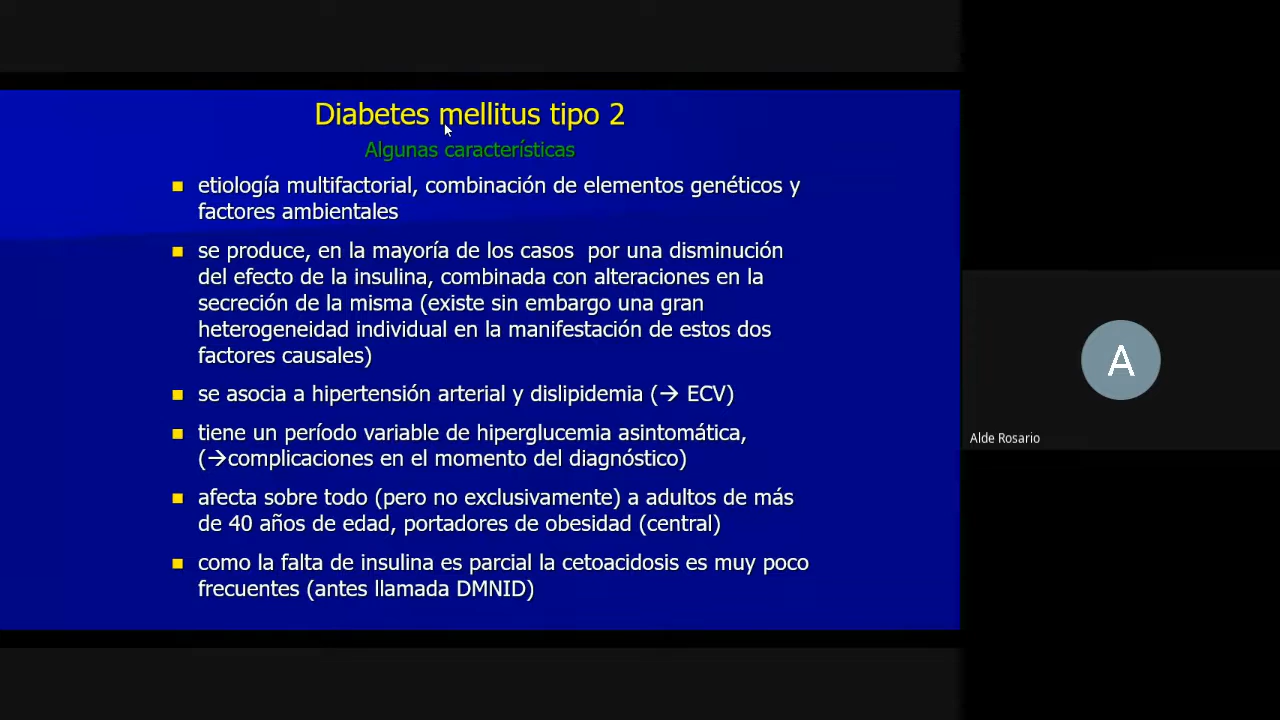 Diabetes mellitus tipo 2
Algunas características
etiología multifactorial, combinación de elementos genéticos y
factores ambientales
se produce, en la mayoría de los casos por una disminución
del efecto de la insulina, combinada con alteraciones en la
secreción de la misma (existe sin embargo una gran
heterogeneidad individual en la manifestación de estos dos
factores causales)
se asocia a hipertensión arterial y dislipidemia (→ ECV)
tiene un período variable de hiperglucemia asintomática,
(→complicaciones en el momento del diagnóstico)
afecta sobre todo (pero no exclusivamente) a adultos de más
de 40 años de edad, portadores de obesidad (central)
como la falta de insulina es parcial la cetoacidosis es muy poco
frecuentes (antes llamada DMNID)
A
Alde Rosario